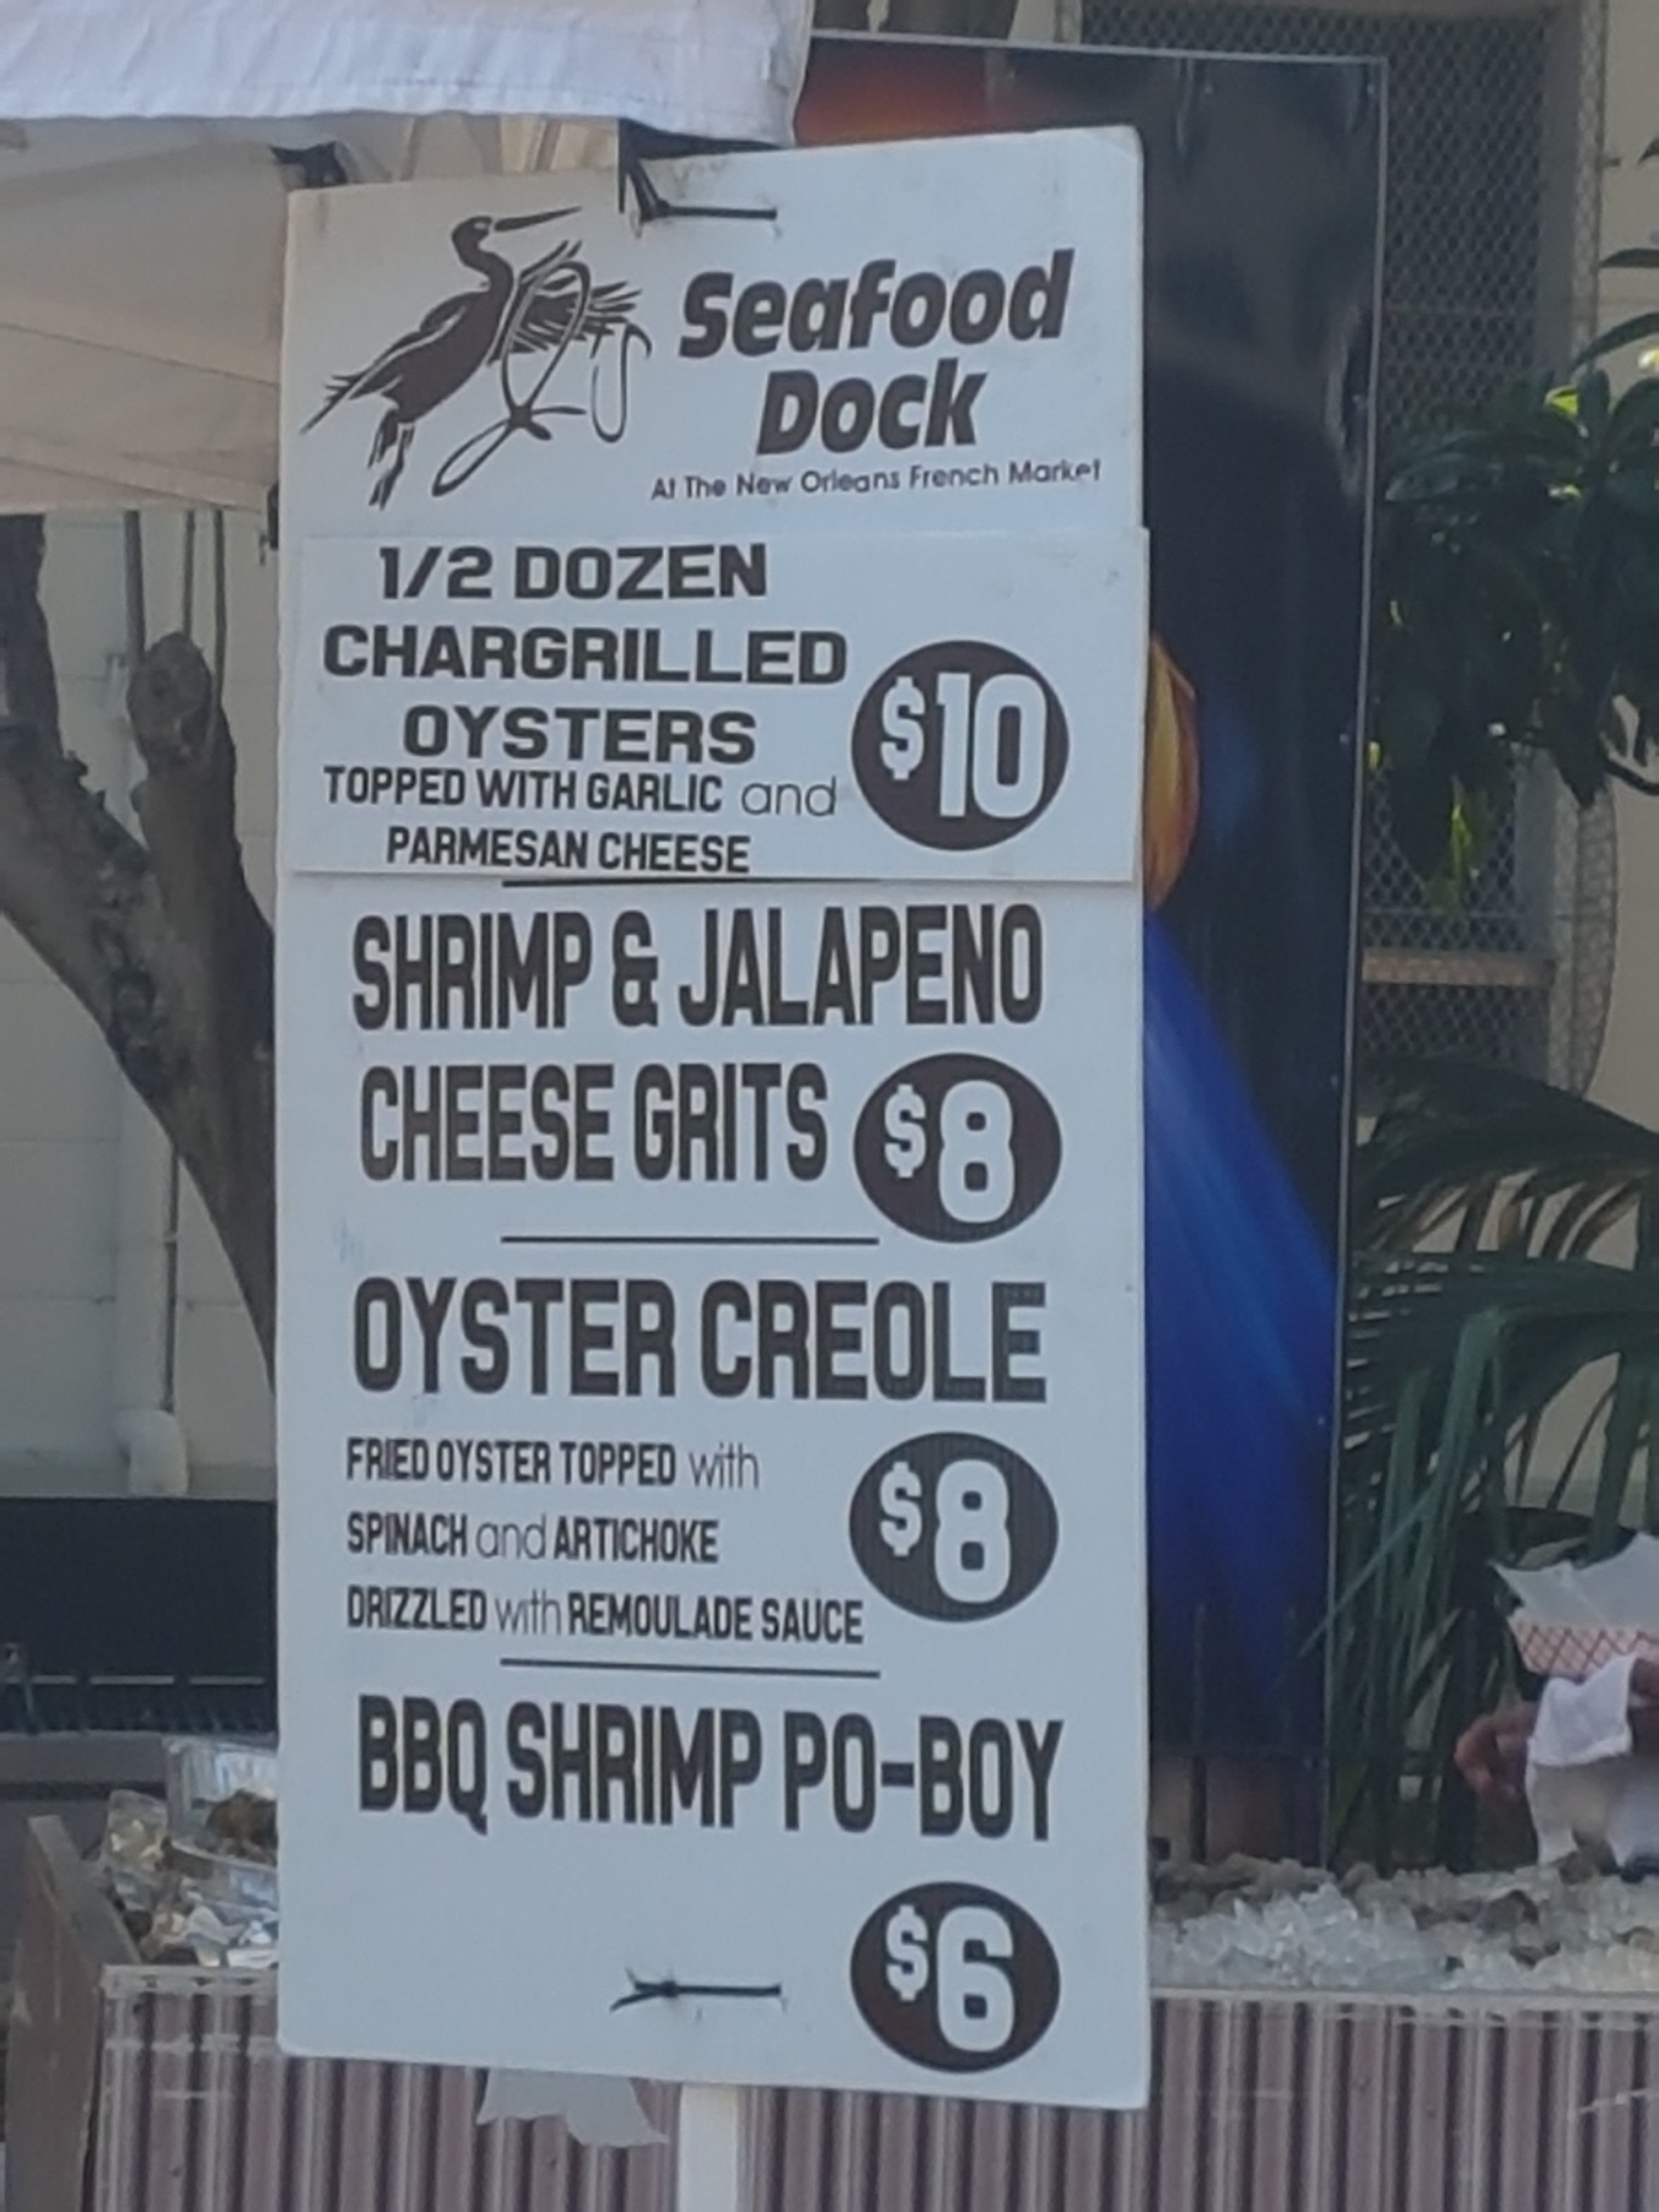 J's
Seafood
Dock
At The New Orleans French Market
1/2 DOZEN
CHARGRILLED
OYSTERS
TOPPED WITH GARLIC and
PARMESAN CHEESE
$10
SHRIMP & JALAPENO
CHEESE GRITS $8
OYSTER CREOLE
FRIED OYSTER TOPPED with
SPINACH and ARTICHOKE
DRIZZLED with REMOULADE SAUCE
$8
BBQ SHRIMP PO-BOY
$6